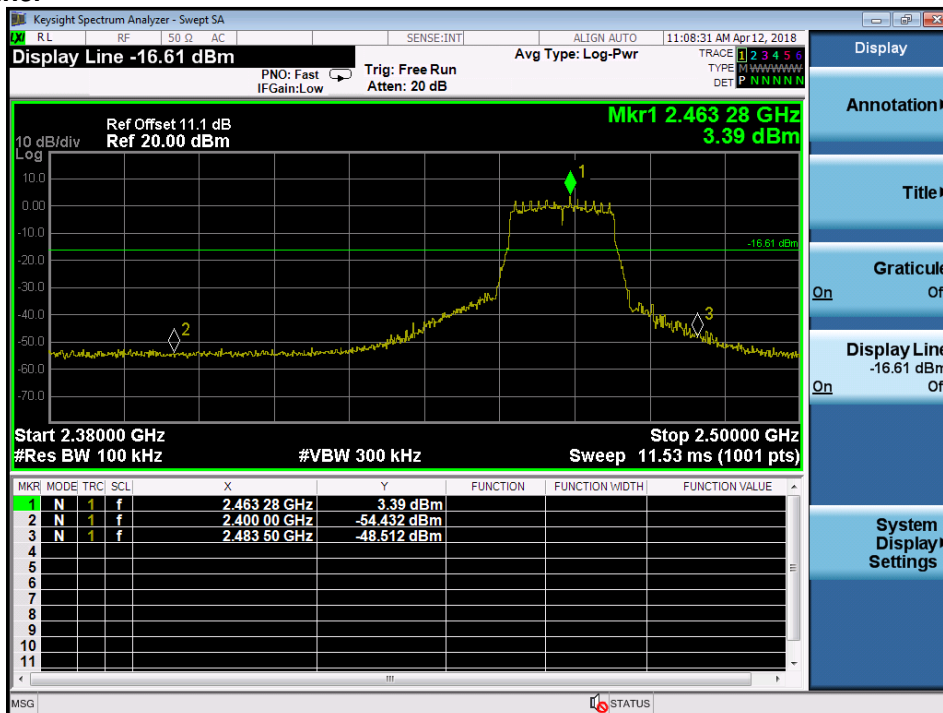 Keysight Spectrum Analyzer - Swept SA
LXI RL RF 50 Ω AC SENSE:INT ALIGN AUTO 11:08:31 AM Apr 12, 2018
Display Line -16.61 dBm
PNO: Fast
IFGain:Low
Trig: Free Run
Atten: 20 dB
Avg Type: Log-Pwr
TRACE 1 2 3 4 5 6
TYPE M WWWWW
DET P N N N N N
Mkr1 2.463 28 GHz
3.39 dBm
Ref Offset 11.1 dB
10 dB/div Ref 20.00 dBm
Log
10.0
0.00
-10.0
-20.0
-30.0
-40.0
-50.0
-60.0
-70.0
1
-16.61 dBm
2
3
Start 2.38000 GHz Stop 2.50000 GHz
#Res BW 100 kHz #VBW 300 kHz Sweep 11.53 ms (1001 pts)
MKR MODE TRC SCL X Y FUNCTION FUNCTION WIDTH FUNCTION VALUE
1 N 1 f 2.463 28 GHz 3.39 dBm
2 N 1 f 2.400 00 GHz -54.432 dBm
3 N 1 f 2.483 50 GHz -48.512 dBm
4
5
6
7
8
9
10
11
MSG STATUS
Display
Annotation
Title
Graticule
On Of
Display Line
-16.61 dBm
On Of
System
Display
Settings